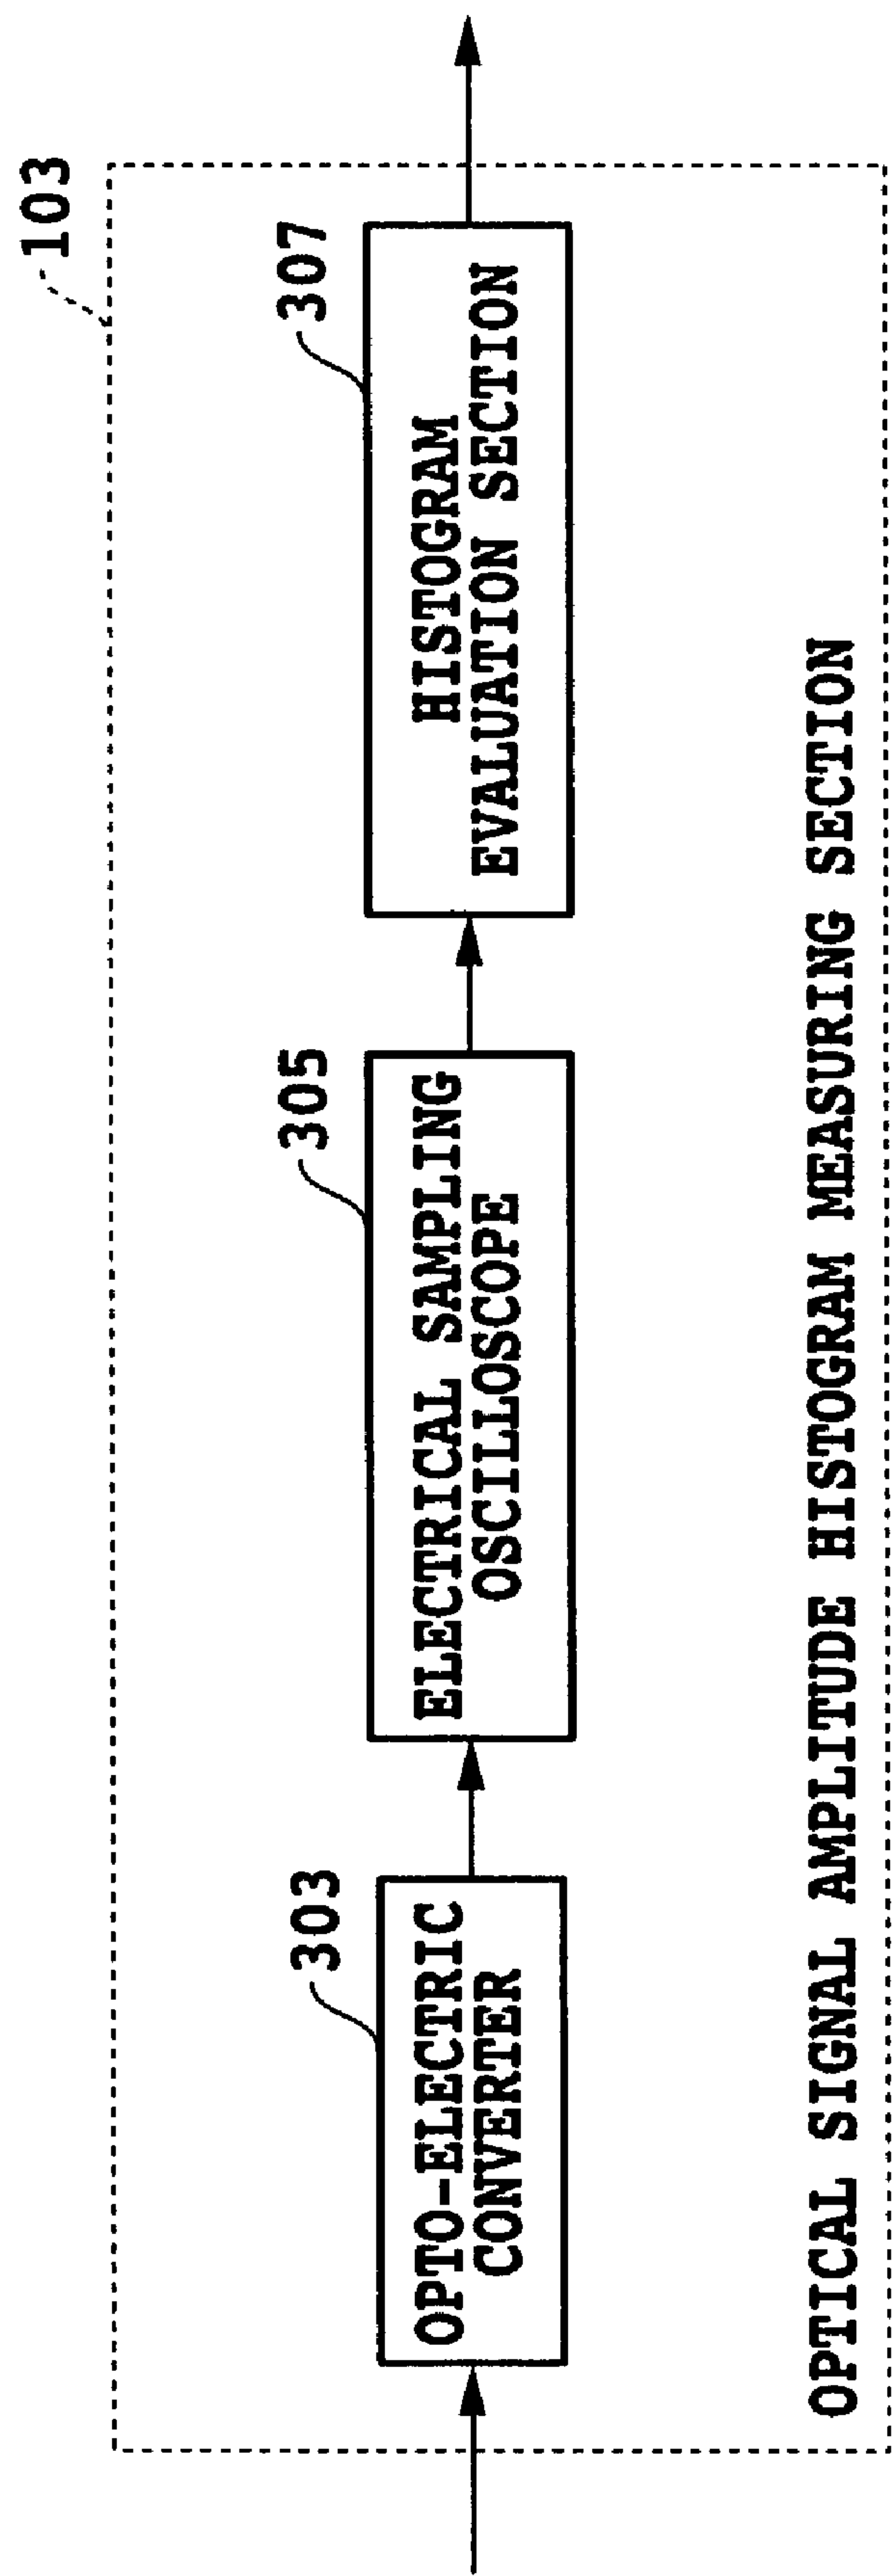 103
303
OPTO-ELECTRIC
CONVERTER
305
ELECTRICAL SAMPLING
OSCILLOSCOPE
307
HISTOGRAM
EVALUATION SECTION
OPTICAL SIGNAL AMPLITUDE HISTOGRAM MEASURING SECTION